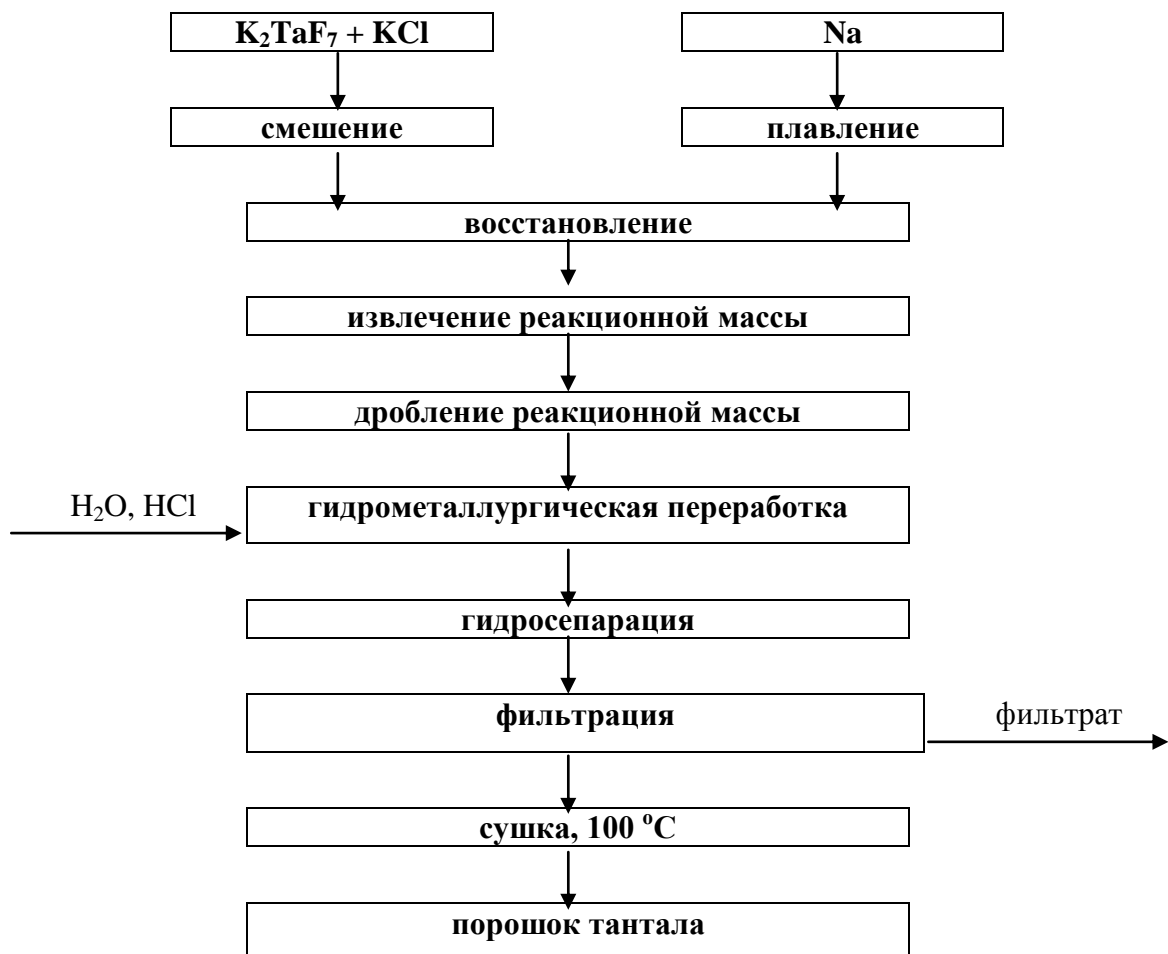 K₂TaF₇ + KCl
Na
смешение
плавление
восстановление
извлечение реакционной массы
дробление реакционной массы
H₂O, HCl
гидрометаллургическая переработка
гидросепарация
фильтрация
фильтрат
сушка, 100 °С
порошок тантала